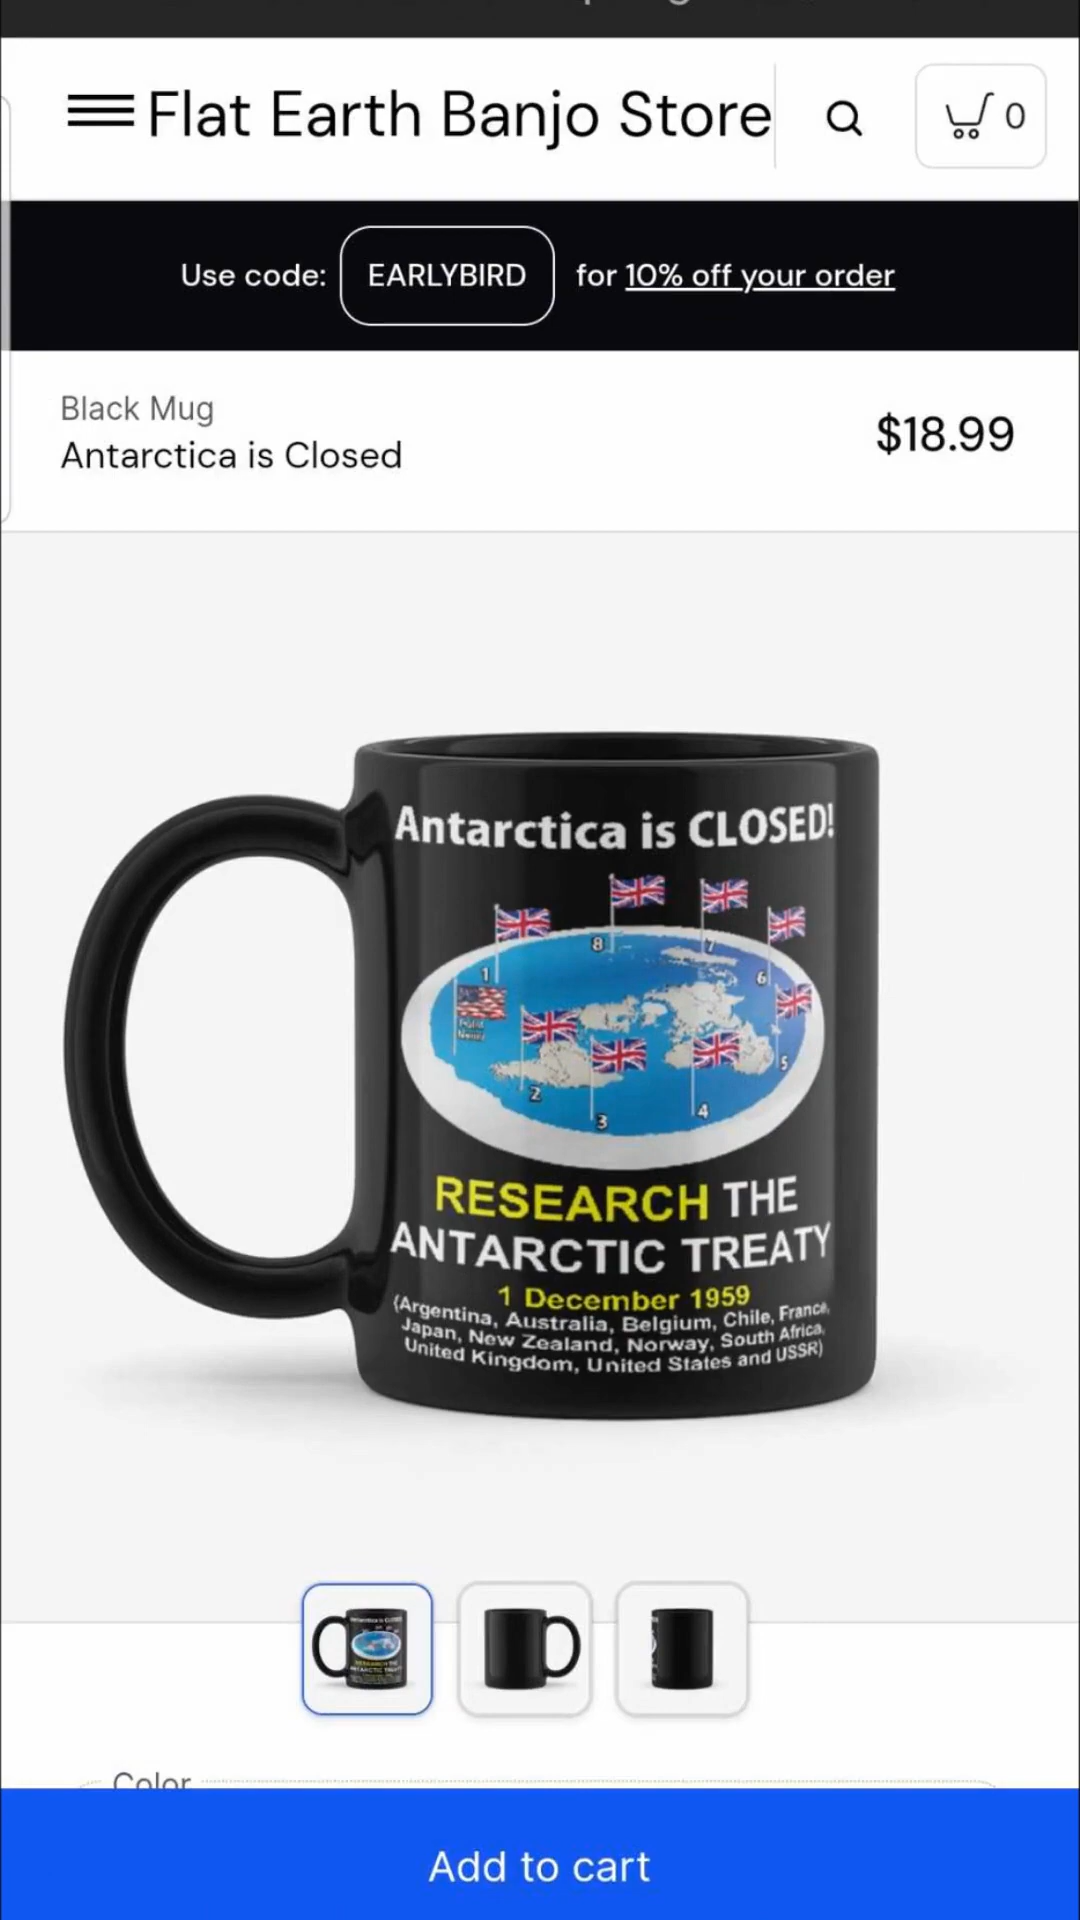 Flat Earth Banjo Store
0
Use code: EARLYBIRD for 10% off your order
Black Mug
Antarctica is Closed
$18.99
Antarctica is CLOSED!
8
7
1
6
5
2
4
3
RESEARCH THE
ANTARCTIC TREATY
1 December 1959
(Argentina, Australia, Belgium, Chile, France,
Japan, New Zealand, Norway, South Africa,
United Kingdom, United States and USSR)
Color
Add to cart